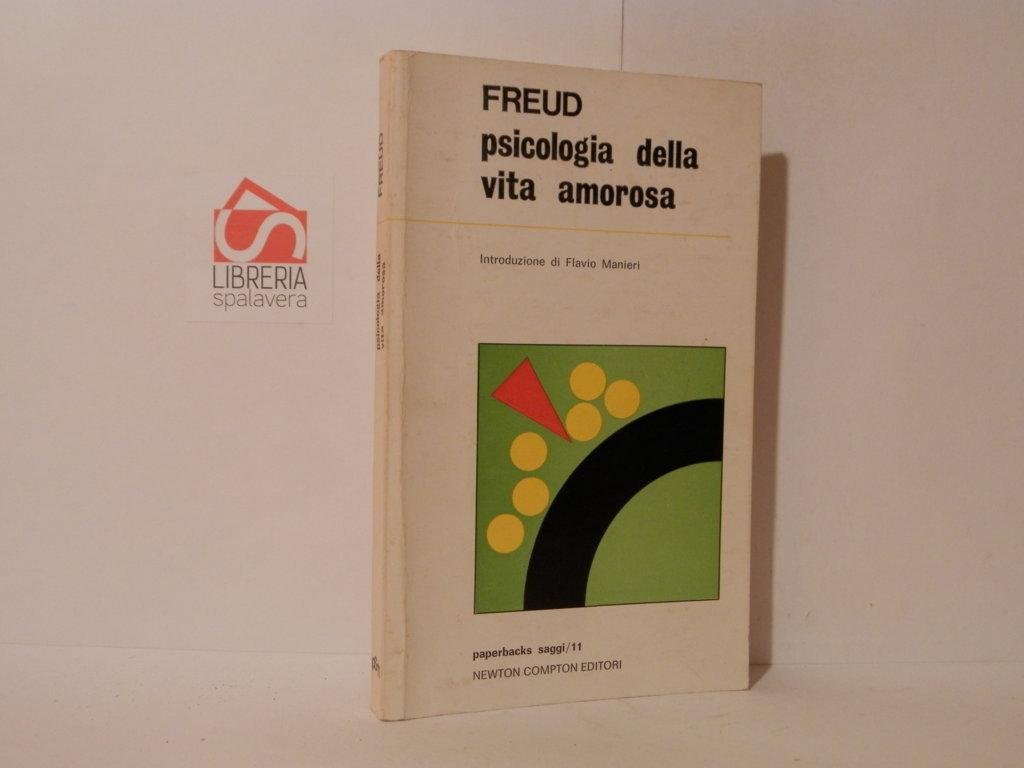 FREUD
psicologia della
vita amorosa
Introduzione di Flavio Manieri
paperbacks saggi/11
NEWTON COMPTON EDITORI
FREUD
psicologia della
vita amorosa
LIBRERIA
spalavera